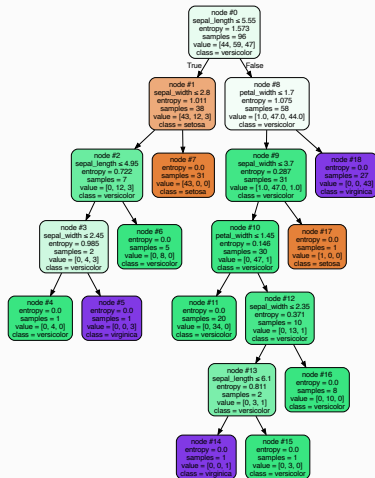 node #0
sepal_length ≤ 5.55
entropy = 1.573
samples = 96
value = [44, 59, 47]
class = versicolor
True
False
node #1
sepal_width ≤ 2.8
entropy = 1.011
samples = 38
value = [43, 12, 3]
class = setosa
node #8
petal_width ≤ 1.7
entropy = 1.075
samples = 58
value = [1.0, 47.0, 44.0]
class = versicolor
node #2
sepal_length ≤ 4.95
entropy = 0.722
samples = 7
value = [0, 12, 3]
class = versicolor
node #7
entropy = 0.0
samples = 31
value = [43, 0, 0]
class = setosa
node #9
sepal_width ≤ 3.7
entropy = 0.287
samples = 31
value = [1.0, 47.0, 1.0]
class = versicolor
node #18
entropy = 0.0
samples = 27
value = [0, 0, 43]
class = virginica
node #3
sepal_width ≤ 2.45
entropy = 0.985
samples = 2
value = [0, 4, 3]
class = versicolor
node #6
entropy = 0.0
samples = 5
value = [0, 8, 0]
class = versicolor
node #10
petal_width ≤ 1.45
entropy = 0.146
samples = 30
value = [0, 47, 1]
class = versicolor
node #17
entropy = 0.0
samples = 1
value = [1, 0, 0]
class = setosa
node #4
entropy = 0.0
samples = 1
value = [0, 4, 0]
class = versicolor
node #5
entropy = 0.0
samples = 1
value = [0, 0, 3]
class = virginica
node #11
entropy = 0.0
samples = 20
value = [0, 34, 0]
class = versicolor
node #12
sepal_width ≤ 2.35
entropy = 0.371
samples = 10
value = [0, 13, 1]
class = versicolor
node #13
sepal_length ≤ 6.1
entropy = 0.811
samples = 2
value = [0, 3, 1]
class = versicolor
node #16
entropy = 0.0
samples = 8
value = [0, 10, 0]
class = versicolor
node #14
entropy = 0.0
samples = 1
value = [0, 0, 1]
class = virginica
node #15
entropy = 0.0
samples = 1
value = [0, 3, 0]
class = versicolor